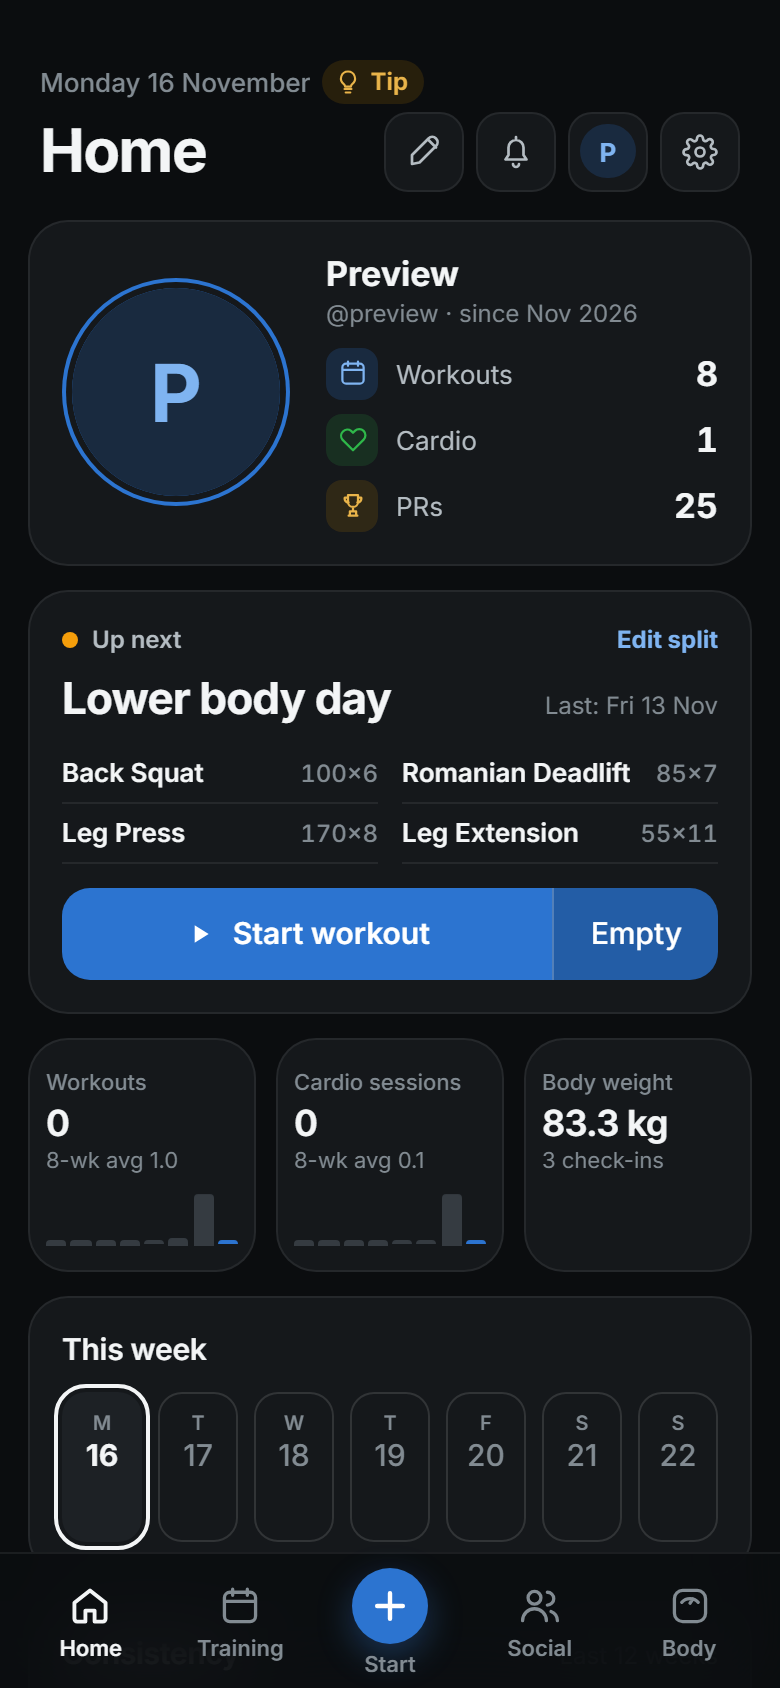 Monday 16 November Tip
Home
P
P
Preview
@preview · since Nov 2026
Workouts 8
Cardio 1
PRs 25
Up next Edit split
Lower body day Last: Fri 13 Nov
Back Squat 100×6 Romanian Deadlift 85×7
Leg Press 170×8 Leg Extension 55×11
Start workout Empty
Workouts
0
8-wk avg 1.0
Cardio sessions
0
8-wk avg 0.1
Body weight
83.3 kg
3 check-ins
This week
M T W T F S S
16 17 18 19 20 21 22
Consistency Last 12 weeks
Home Training Start Social Body